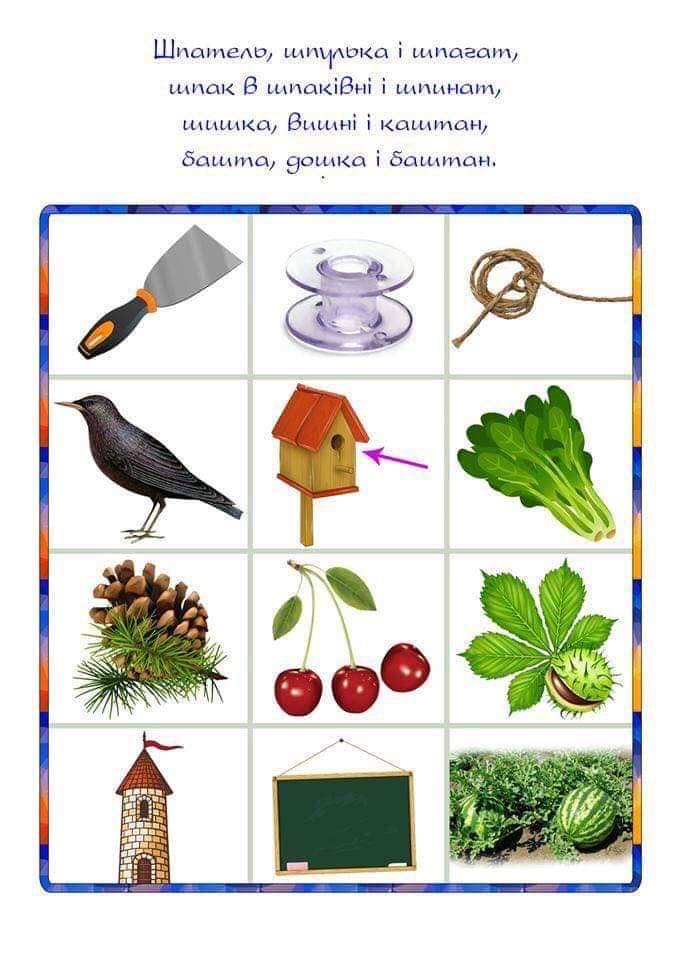 Шпатель, шпулька і шпагат,
шпак в шпаківні і шпинат,
шишка, вишні і каштан,
башта, дошка і баштан.